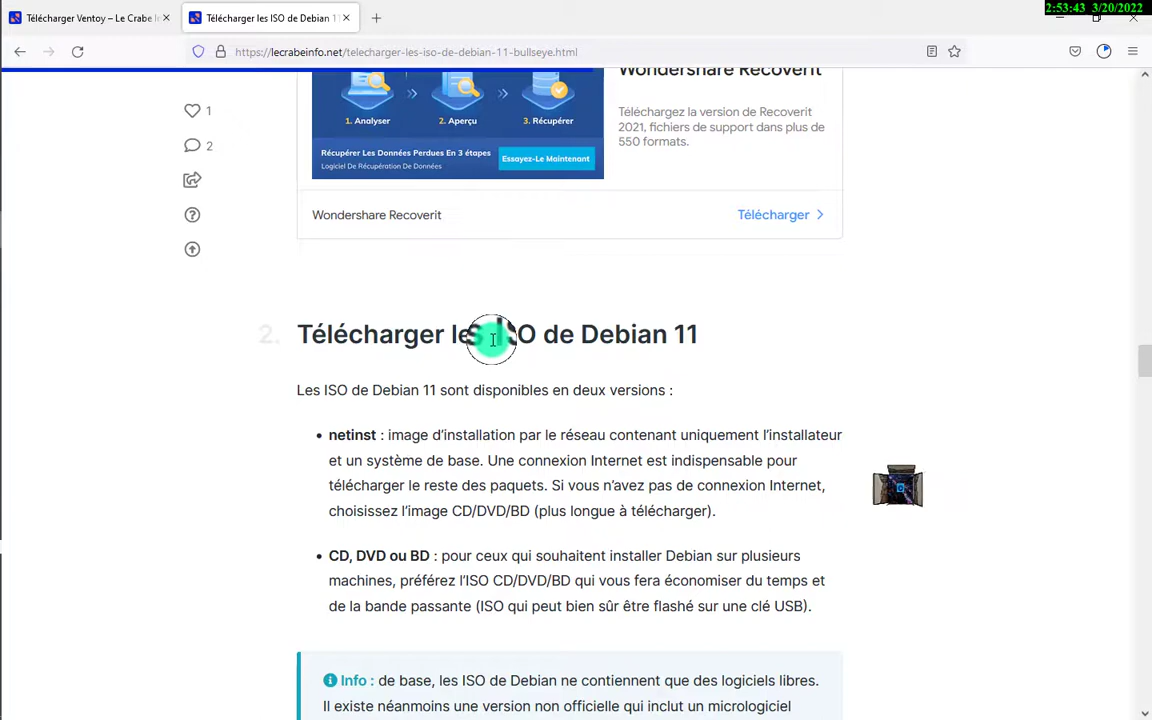 2:53:43 3/20/2022
Télécharger Ventoy – Le Crabe
Télécharger les ISO de Debian 11
https://lecrabeinfo.net/telecharger-les-iso-de-debian-11-bullseye.html
Wondershare Recoverit
1. Analyser
2. Aperçu
3. Récupérer
Récupérer Les Données Perdues En 3 étapes
Logiciel De Récupération De Données
Essayez-Le Maintenant
Téléchargez la version de Recoverit
2021, fichiers de support dans plus de
550 formats.
Wondershare Recoverit
Télécharger
1
2
2. Télécharger les ISO de Debian 11
Les ISO de Debian 11 sont disponibles en deux versions :
• netinst : image d’installation par le réseau contenant uniquement l’installateur
et un système de base. Une connexion Internet est indispensable pour
télécharger le reste des paquets. Si vous n’avez pas de connexion Internet,
choisissez l’image CD/DVD/BD (plus longue à télécharger).
• CD, DVD ou BD : pour ceux qui souhaitent installer Debian sur plusieurs
machines, préférez l’ISO CD/DVD/BD qui vous fera économiser du temps et
de la bande passante (ISO qui peut bien sûr être flashé sur une clé USB).
Info : de base, les ISO de Debian ne contiennent que des logiciels libres.
Il existe néanmoins une version non officielle qui inclut un micrologiciel